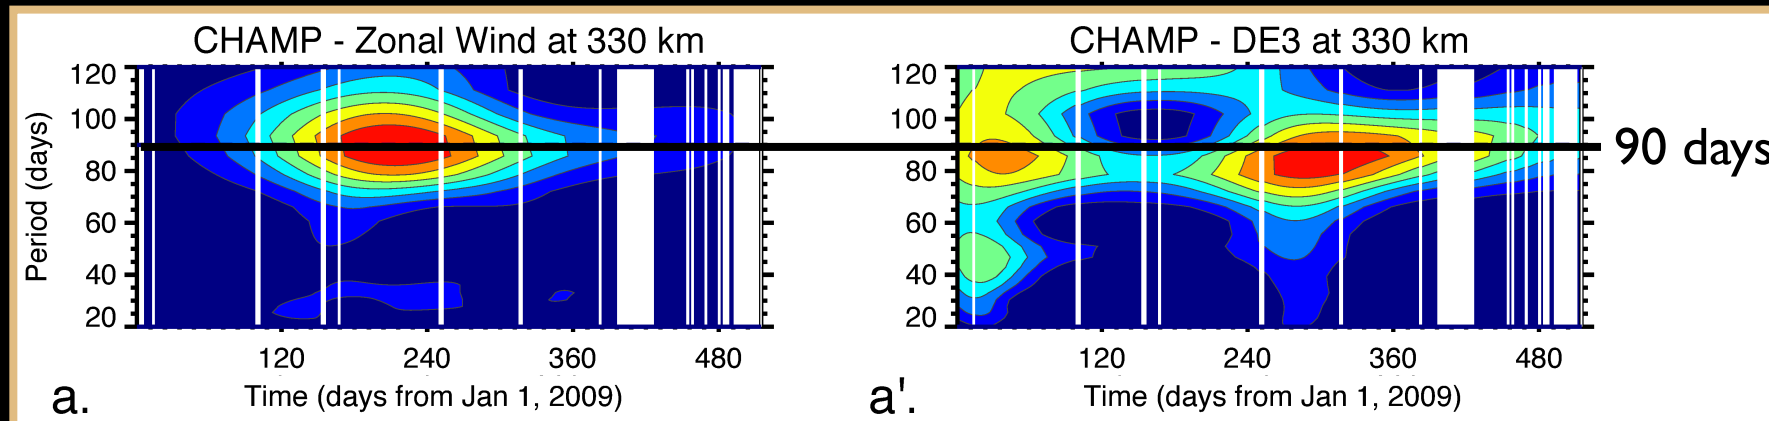 CHAMP - Zonal Wind at 330 km
CHAMP - DE3 at 330 km
Period (days)
120
100
80
60
40
20
120
100
80
60
40
20
90 days
120 240 360 480
120 240 360 480
a.
Time (days from Jan 1, 2009)
a'.
Time (days from Jan 1, 2009)